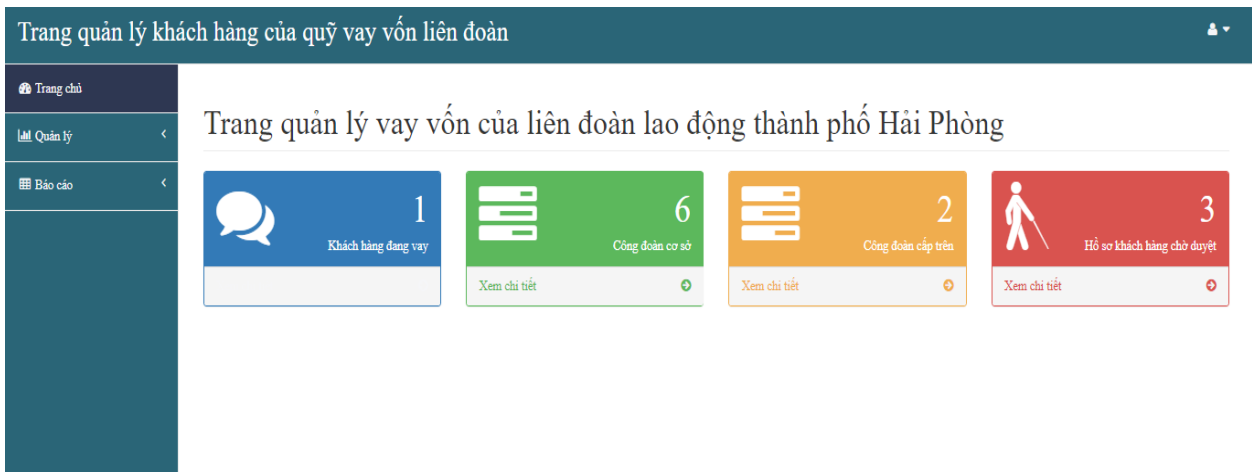 Trang quản lý khách hàng của quỹ vay vốn liên đoàn
Trang chủ
Quản lý
Báo cáo
Trang quản lý vay vốn của liên đoàn lao động thành phố Hải Phòng
1
Khách hàng đang vay
6
Công đoàn cơ sở
Xem chi tiết
2
Công đoàn cấp trên
Xem chi tiết
3
Hồ sơ khách hàng chờ duyệt
Xem chi tiết